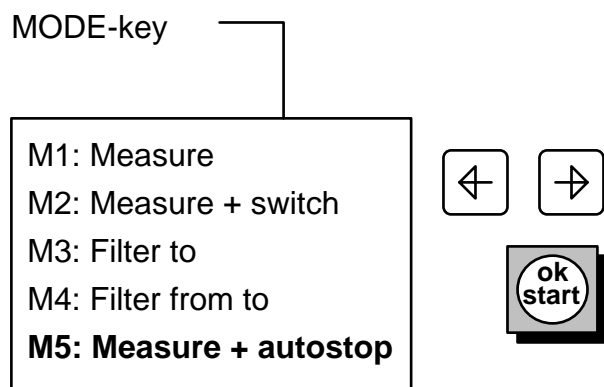 MODE-key
M1: Measure
M2: Measure + switch
M3: Filter to
M4: Filter from to
M5: Measure + autostop
ok
start